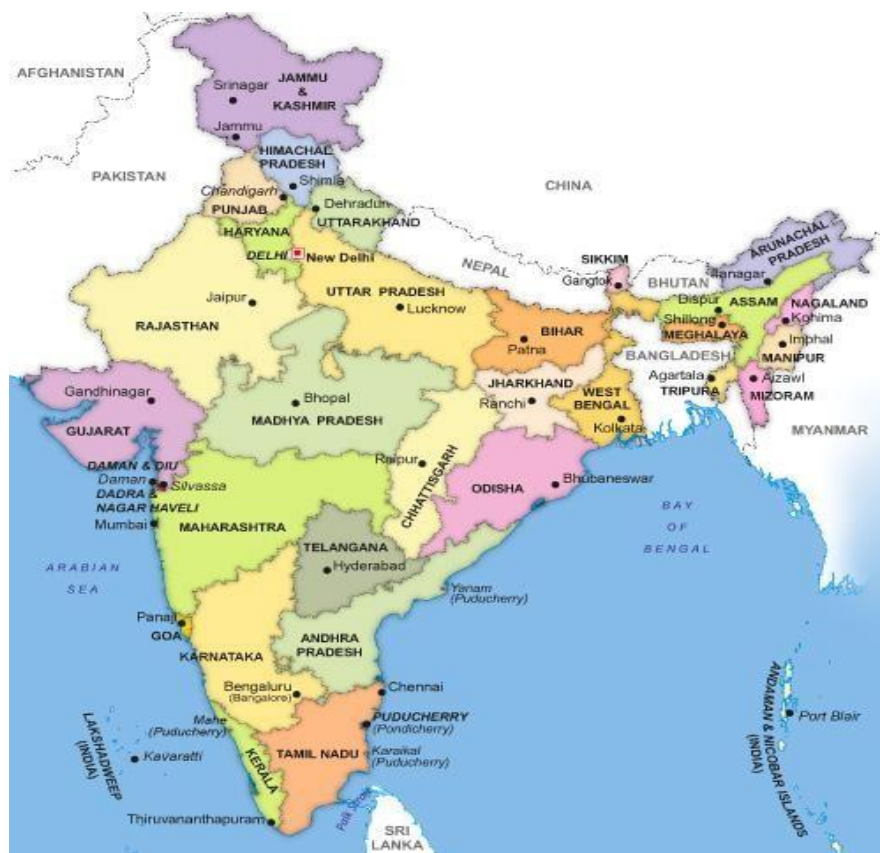 AFGHANISTAN
JAMMU
&
KASHMIR
Srinagar
Jammu
HIMACHAL
PRADESH
PAKISTAN
Shimla
CHINA
Chandigarh
PUNJAB
Dehradun
UTTARAKHAND
HARYANA
DELHI
New Delhi
ARUNACHAL
PRADESH
SIKKIM
NEPAL
Gangtok
BHUTAN
Itanagar
Jaipur
UTTAR PRADESH
Lucknow
Dispur
ASSAM
NAGALAND
RAJASTHAN
Shillong
Kohima
BIHAR
MEGHALAYA
Patna
Imphal
BANGLADESH
MANIPUR
Gandhinagar
Bhopal
JHARKHAND
Agartala
Aizawl
MADHYA PRADESH
Ranchi
WEST
BENGAL
TRIPURA
MIZORAM
GUJARAT
Kolkata
MYANMAR
DAMAN & DIU
Daman
Silvassa
DADRA &
NAGAR HAVELI
Raipur
CHHATTISGARH
ODISHA
Bhubaneswar
Mumbai
MAHARASHTRA
BAY
OF
BENGAL
TELANGANA
Hyderabad
ARABIAN
SEA
Yanam
(Puducherry)
Panaji
GOA
KARNATAKA
ANDHRA
PRADESH
Bengaluru
(Bangalore)
Chennai
Mahe
(Puducherry)
PUDUCHERRY
(Pondicherry)
LAKSHADWEEP
(INDIA)
Kavaratti
KERALA
TAMIL NADU
Karaikal
(Puducherry)
ANDAMAN & NICOBAR ISLANDS
(INDIA)
Port Blair
Thiruvananthapuram
Palk Strait
SRI
LANKA